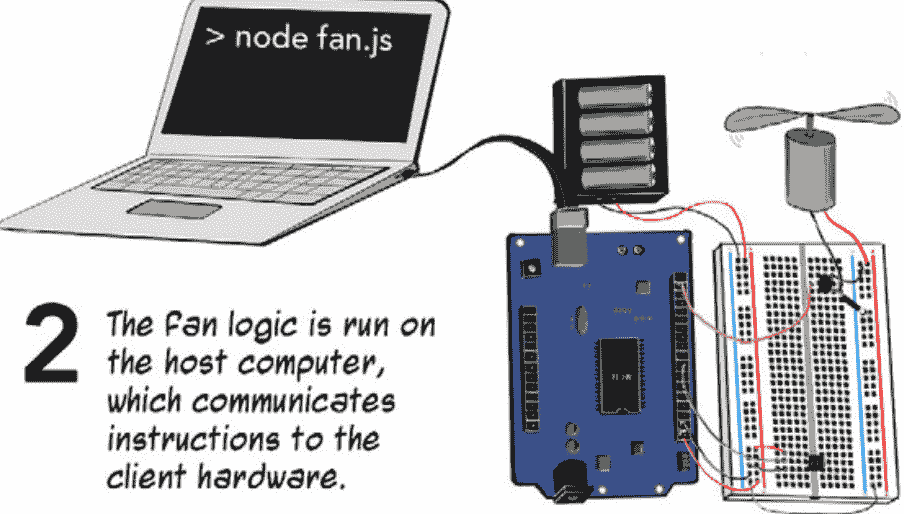 > node fan.js
2
The fan logic is run on
the host computer,
which communicates
instructions to the
client hardware.